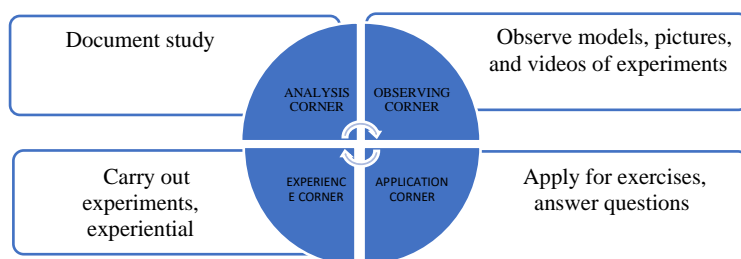 Document study
Observe models, pictures,
and videos of experiments
ANALYSIS
CORNER
OBSERVING
CORNER
EXPERIENC
E CORNER
APPLICATION
CORNER
Carry out
experiments,
experiential
Apply for exercises,
answer questions